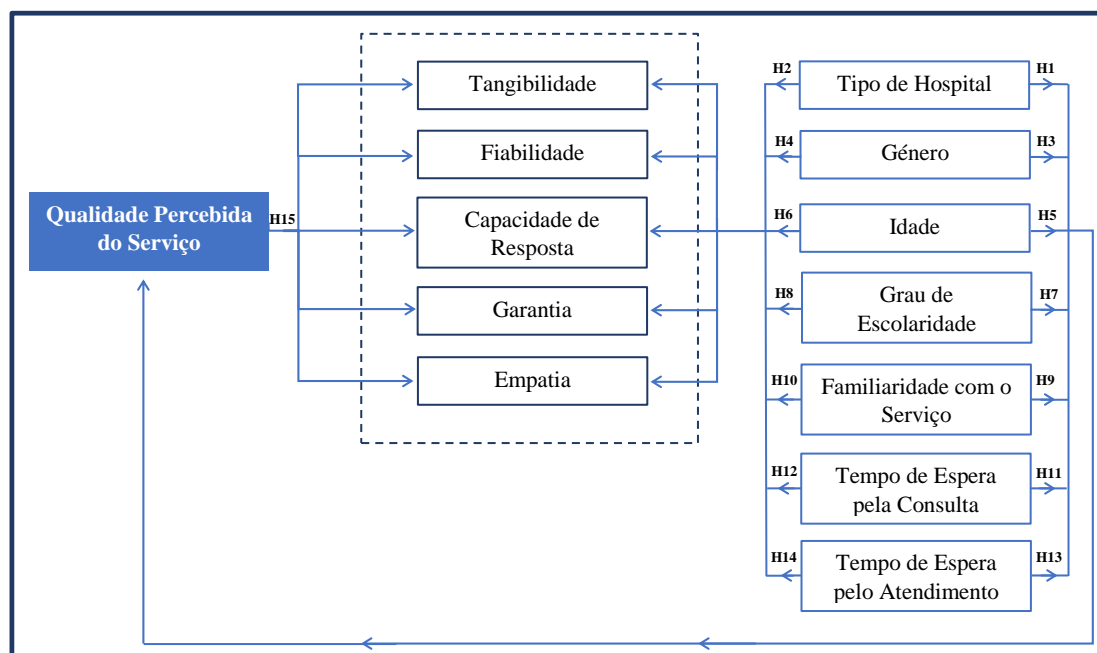 Qualidade Percebida
do Serviço
H15
Tangibilidade
Fiabilidade
Capacidade de
Resposta
Garantia
Empatia
H2
Tipo de Hospital
H1
H4
Género
H3
H6
Idade
H5
H8
Grau de
Escolaridade
H7
H10
Familiaridade com o
Serviço
H9
H12
Tempo de Espera
pela Consulta
H11
H14
Tempo de Espera
pelo Atendimento
H13